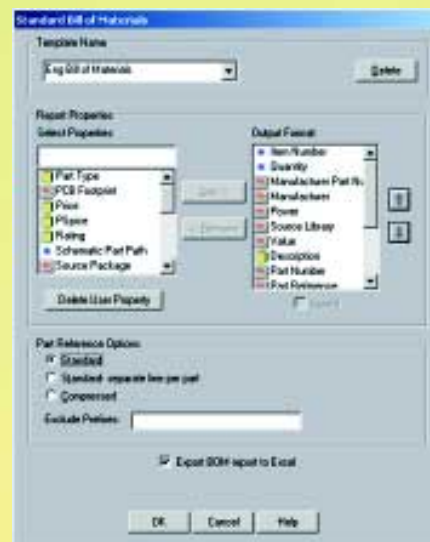 Standard Bill of Materials
Template Name
Eng Bill of Materials
Delete
Report Properties
Select Properties
Output Format
Part Type
PCB Footprint
Price
PSpice
Rating
Schematic Part Path
Source Package
Item Number
Quantity
Manufacturer Part Nu
Manufacturer
Power
Source Library
Value
Description
Part Number
Part Reference
Delete User Property
Part Reference Options
Standard
Standard- separate line per part
Compressed
Exclude Prefixes
Export BOM report to Excel
OK
Cancel
Help